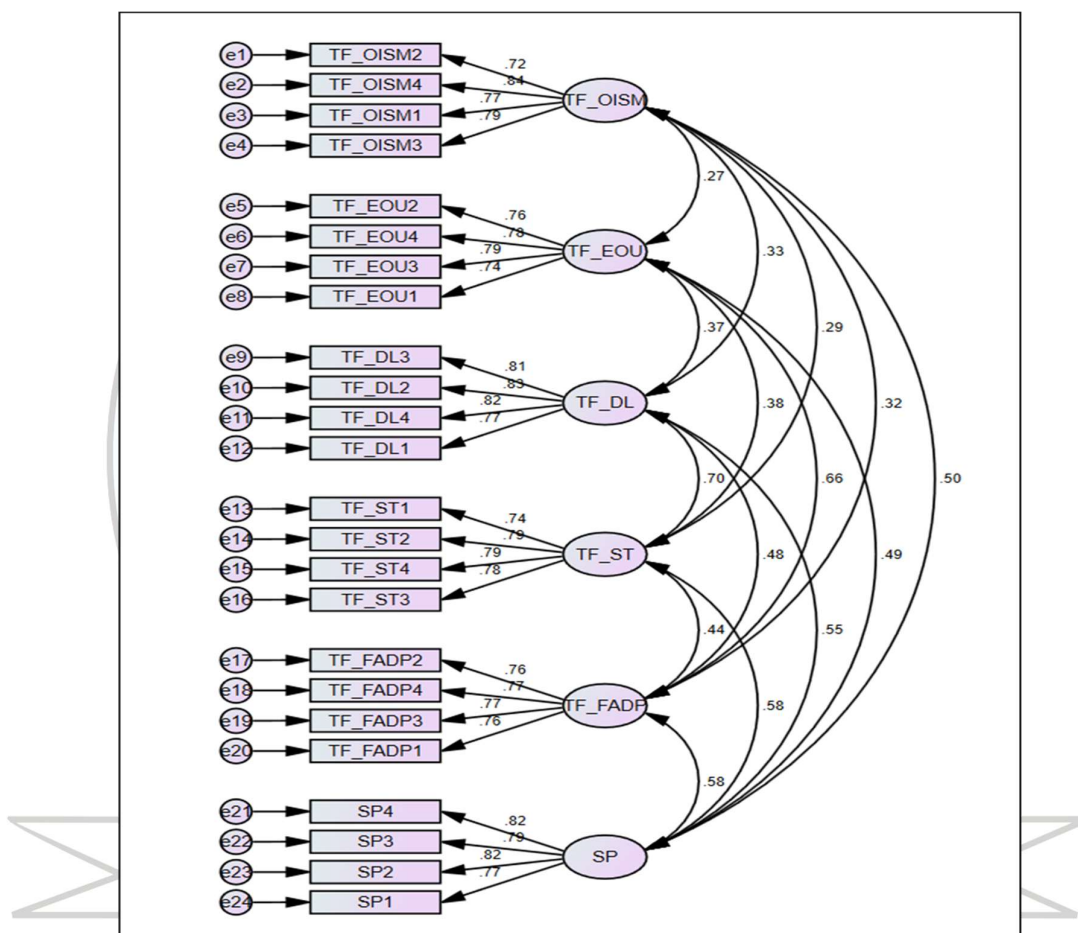 e1 TF_OISM2
e2 TF_OISM4
e3 TF_OISM1
e4 TF_OISM3
.72
.84
.77
.79
TF_OISM
.27
e5 TF_EOU2
e6 TF_EOU4
e7 TF_EOU3
e8 TF_EOU1
.76
.78
.79
.74
TF_EOU
.33
.37
.29
e9 TF_DL3
e10 TF_DL2
e11 TF_DL4
e12 TF_DL1
.81
.83
.82
.77
TF_DL
.38
.32
.70
.66
.50
e13 TF_ST1
e14 TF_ST2
e15 TF_ST4
e16 TF_ST3
.74
.79
.79
.78
TF_ST
.48
.49
.44
.55
e17 TF_FADP2
e18 TF_FADP4
e19 TF_FADP3
e20 TF_FADP1
.76
.77
.77
.76
TF_FADP
.58
.58
e21 SP4
e22 SP3
e23 SP2
e24 SP1
.82
.79
.82
.77
SP